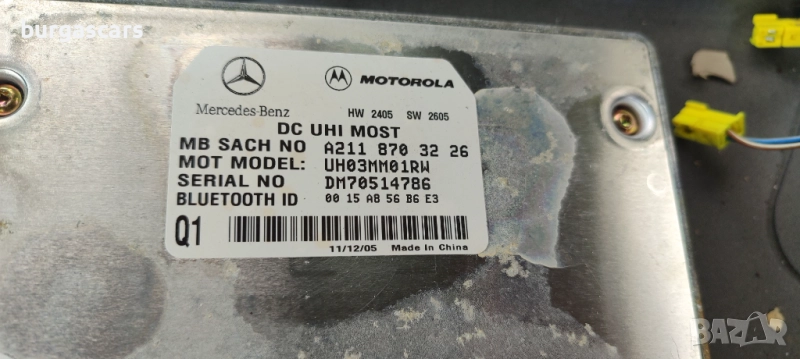 burgascars
MOTOROLA
Mercedes-Benz
HW 2405 SW 2605
DC UHI MOST
MB SACH NO A211 870 32 26
MOT MODEL: UH03MM01RW
SERIAL NO DM70514786
BLUETOOTH ID 00 15 A8 56 B6 E3
Q1
11/12/05 Made In China
BAZAR